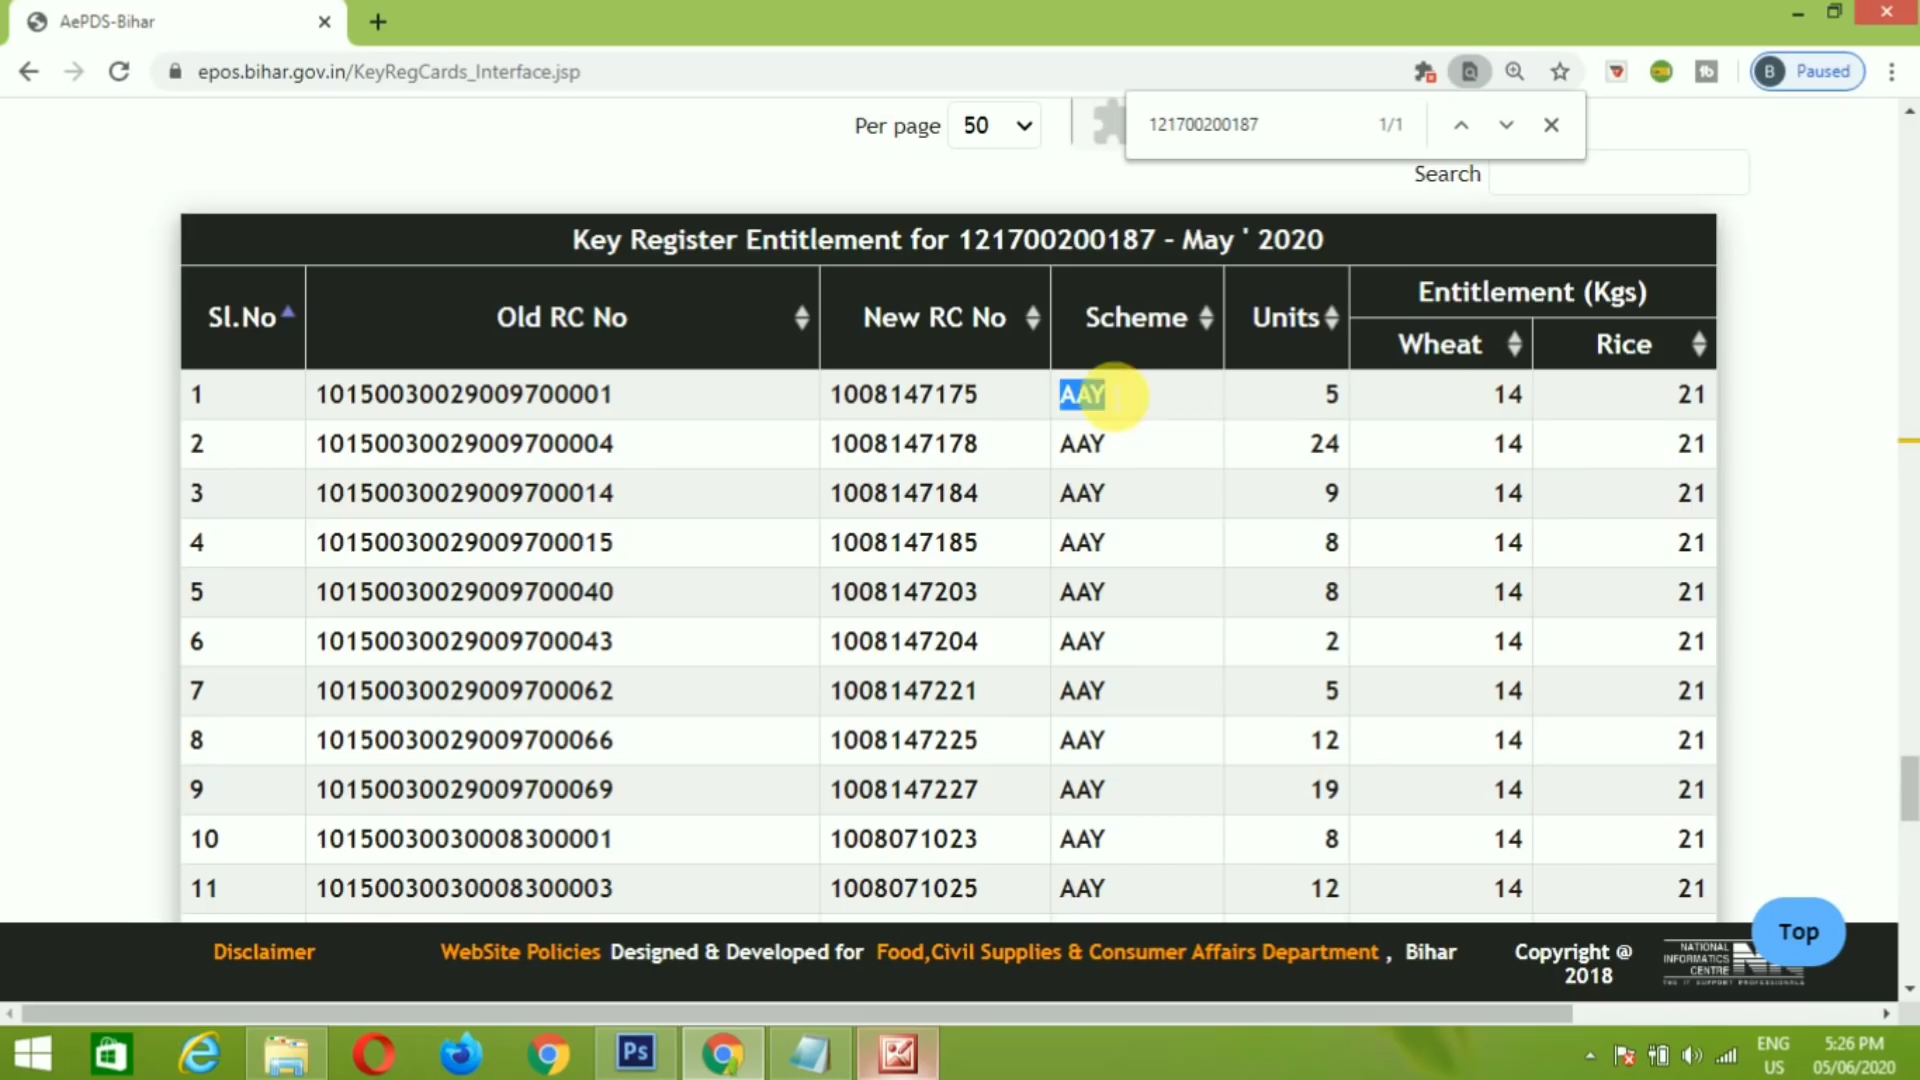 AePDS-Bihar
epos.bihar.gov.in/KeyRegCards_Interface.jsp
B Paused
Per page 50
121700200187 1/1
Search
Key Register Entitlement for 121700200187 - May ' 2020
Sl.No Old RC No New RC No Scheme Units Entitlement (Kgs)
Wheat Rice
1 10150030029009700001 1008147175 AAY 5 14 21
2 10150030029009700004 1008147178 AAY 24 14 21
3 10150030029009700014 1008147184 AAY 9 14 21
4 10150030029009700015 1008147185 AAY 8 14 21
5 10150030029009700040 1008147203 AAY 8 14 21
6 10150030029009700043 1008147204 AAY 2 14 21
7 10150030029009700062 1008147221 AAY 5 14 21
8 10150030029009700066 1008147225 AAY 12 14 21
9 10150030029009700069 1008147227 AAY 19 14 21
10 10150030030008300001 1008071023 AAY 8 14 21
11 10150030030008300003 1008071025 AAY 12 14 21
Top
Disclaimer WebSite Policies Designed & Developed for Food,Civil Supplies & Consumer Affairs Department , Bihar Copyright @
2018
NATIONAL
INFORMATICS
CENTRE
Ps
ENG 5:26 PM
US 05/06/2020